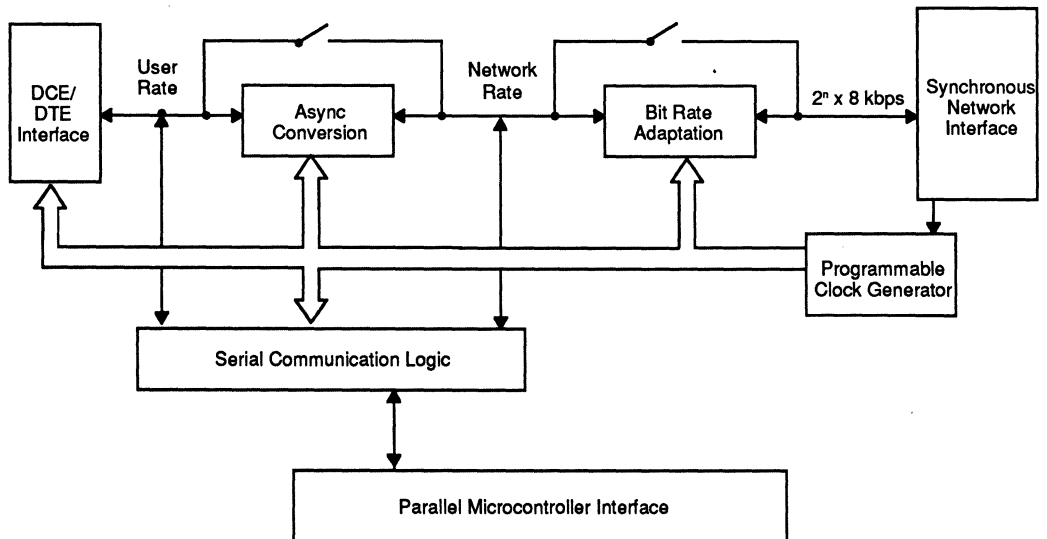 DCE/
DTE
Interface
User
Rate
Async
Conversion
Network
Rate
Bit Rate
Adaptation
2ⁿ x 8 kbps
Synchronous
Network
Interface
Programmable
Clock Generator
Serial Communication Logic
Parallel Microcontroller Interface